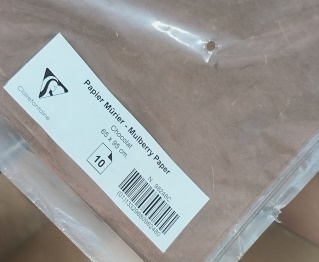 Clairefontaine
Papier Mûrier - Mulberry Paper
Chocolat
65 x 95 cm
10